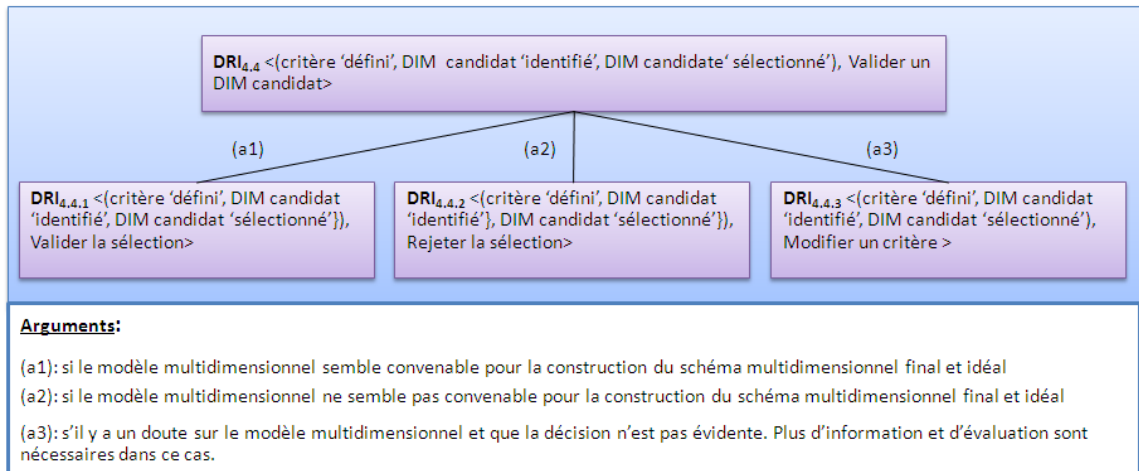 DRI4.4 <(critère ‘défini’, DIM candidat ‘identifié’, DIM candidate‘ sélectionné’), Valider un
DIM candidat>
(a1)
(a2)
(a3)
DRI4.4.1 <(critère ‘défini’, DIM candidat
‘identifié’, DIM candidat ‘sélectionné’}),
Valider la sélection>
DRI4.4.2 <(critère ‘défini’, DIM candidat
‘identifié’}, DIM candidat ‘sélectionné’}),
Rejeter la sélection>
DRI4.4.3 <(critère ‘défini’, DIM candidat
‘identifié’, DIM candidat ‘sélectionné’),
Modifier un critère >
Arguments:
(a1): si le modèle multidimensionnel semble convenable pour la construction du schéma multidimensionnel final et idéal
(a2): si le modèle multidimensionnel ne semble pas convenable pour la construction du schéma multidimensionnel final et idéal
(a3): s’il y a un doute sur le modèle multidimensionnel et que la décision n’est pas évidente. Plus d’information et d’évaluation sont
nécessaires dans ce cas.